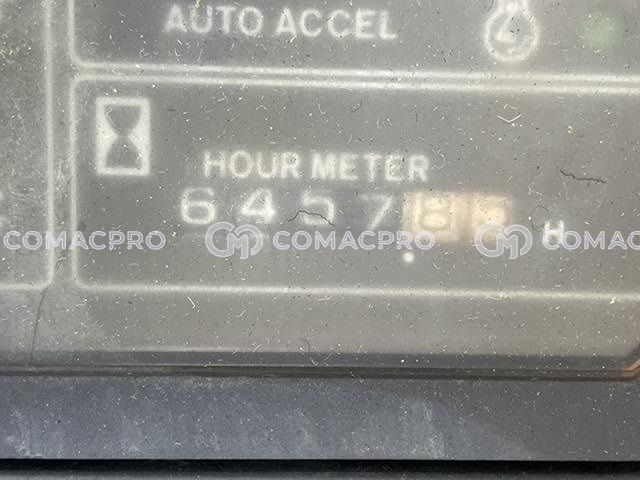 AUTO ACCEL
HOUR METER
6457
H
COMACPRO COMACPRO COMACPRO